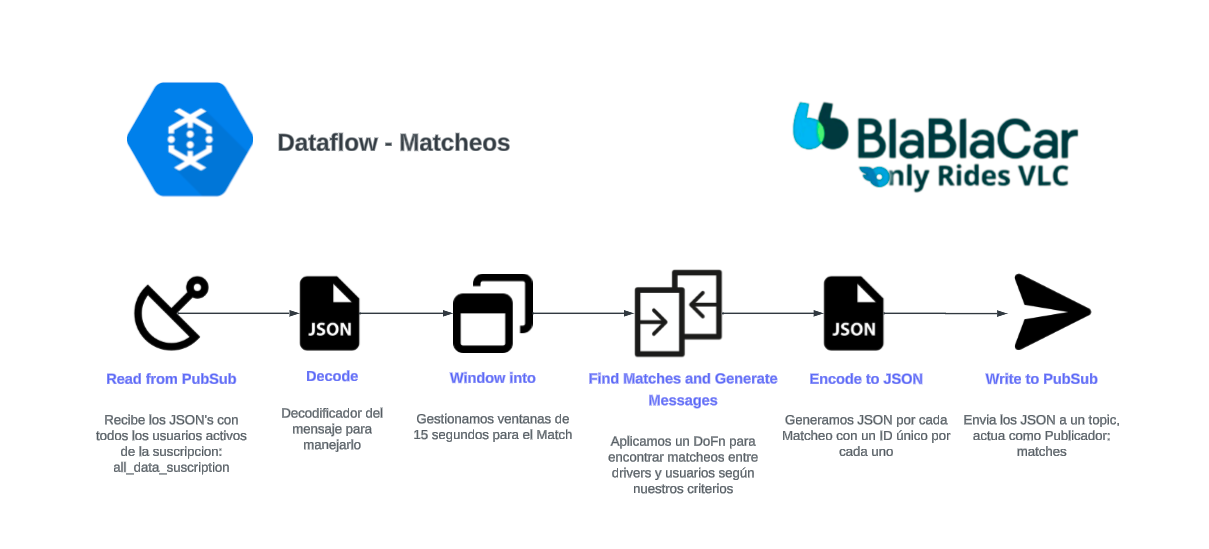 Dataflow - Matcheos
BlaBlaCar
Only Rides VLC
JSON
JSON
Read from PubSub
Recibe los JSON's con
todos los usuarios activos
de la suscripcion:
all_data_suscription
Decode
Decodificador del
mensaje para
manejarlo
Window into
Gestionamos ventanas de
15 segundos para el Match
Find Matches and Generate
Messages
Aplicamos un DoFn para
encontrar matcheos entre
drivers y usuarios según
nuestros criterios
Encode to JSON
Generamos JSON por cada
Matcheo con un ID único por
cada uno
Write to PubSub
Envia los JSON a un topic,
actua como Publicador:
matches